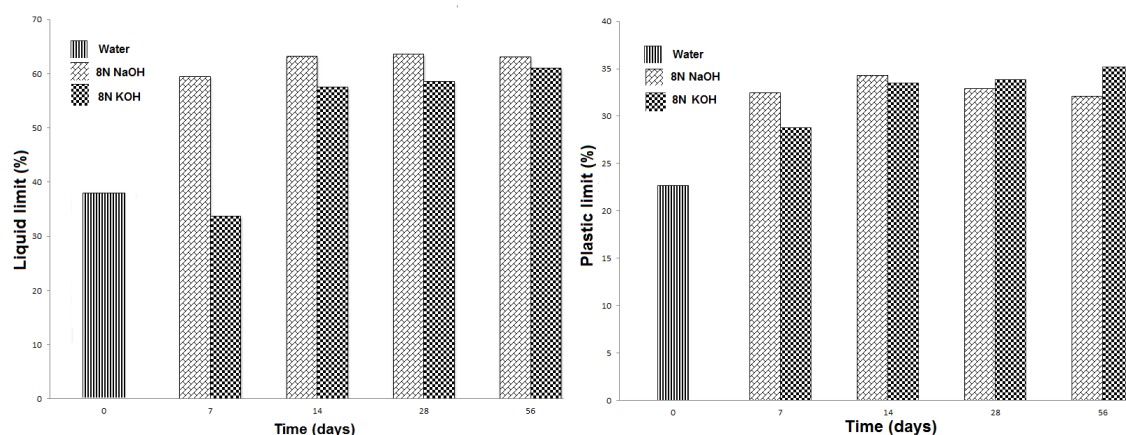 70
60
50
40
30
20
10
0
Liquid limit (%)
Water
8N NaOH
8N KOH
0 7 14 28 56
Time (days)
40
35
30
25
20
15
10
5
0
Plastic limit (%)
Water
8N NaOH
8N KOH
0 7 14 28 56
Time (days)